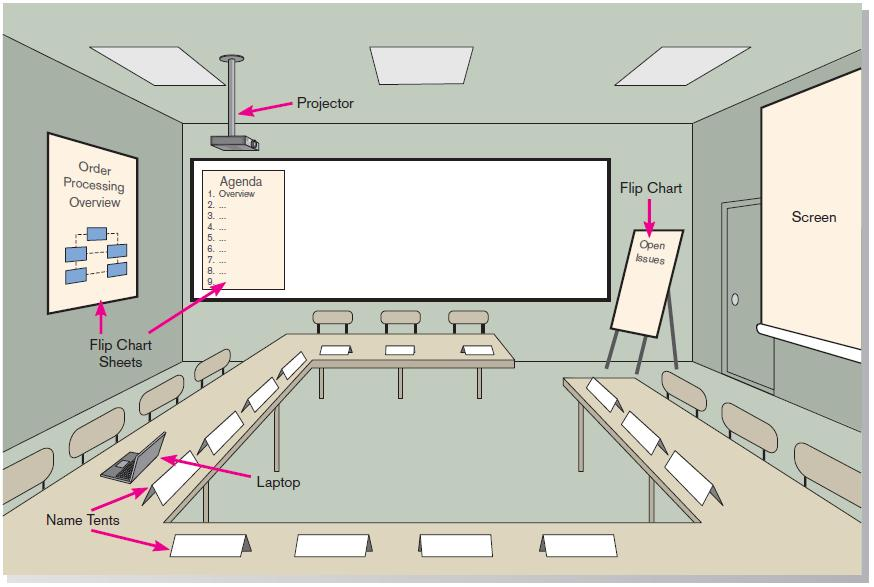 Projector
Order
Processing
Overview
Agenda
1. Overview
2. ...
3. ...
4. ...
5. ...
6. ...
7. ...
8. ...
9.
Flip Chart
Open
Issues
Screen
Flip Chart
Sheets
Laptop
Name Tents